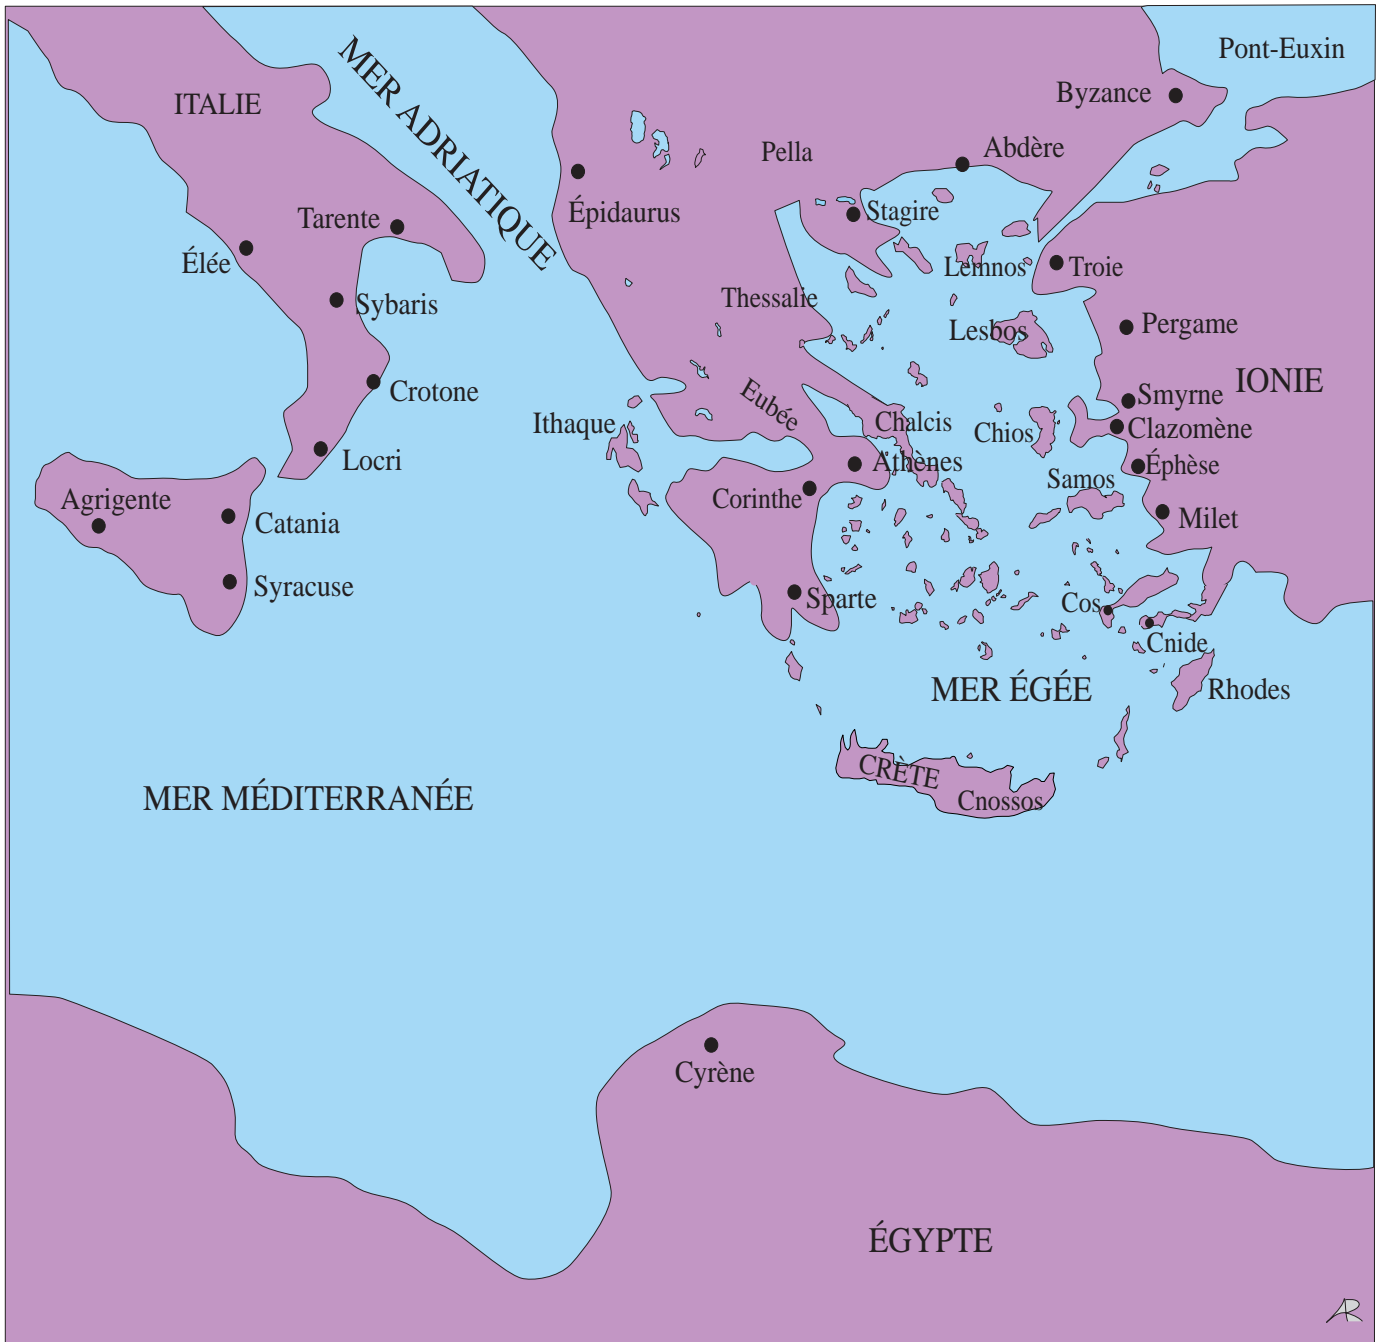 Pont-Euxin
MER ADRIATIQUE
ITALIE
Byzance
Pella
Abdère
Épidaurus
Stagire
Tarente
Élée
Lemnos
Troie
Sybaris
Thessalie
Lesbos
Pergame
IONIE
Crotone
Eubée
Smyrne
Ithaque
Chalcis
Chios
Clazomène
Locri
Athènes
Éphèse
Samos
Agrigente
Corinthe
Catania
Milet
Syracuse
Sparte
Cos
Cnide
MER ÉGÉE
Rhodes
CRÈTE
Cnossos
MER MÉDITERRANÉE
Cyrène
ÉGYPTE